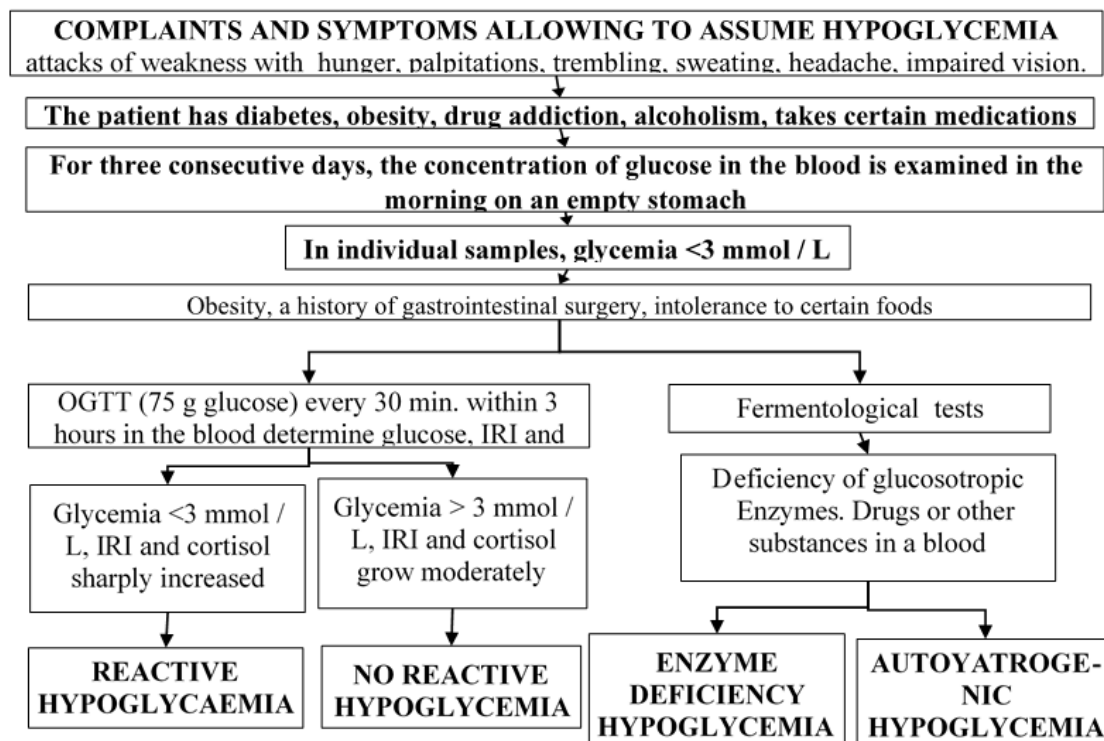 COMPLAINTS AND SYMPTOMS ALLOWING TO ASSUME HYPOGLYCEMIA
attacks of weakness with hunger, palpitations, trembling, sweating, headache, impaired vision.
The patient has diabetes, obesity, drug addiction, alcoholism, takes certain medications
For three consecutive days, the concentration of glucose in the blood is examined in the
morning on an empty stomach
In individual samples, glycemia <3 mmol / L
Obesity, a history of gastrointestinal surgery, intolerance to certain foods
OGTT (75 g glucose) every 30 min. within 3
hours in the blood determine glucose, IRI and
Fermentological tests
Glycemia <3 mmol /
L, IRI and cortisol
sharply increased
Glycemia > 3 mmol /
L, IRI and cortisol
grow moderately
Deficiency of glucosotropic
Enzymes. Drugs or other
substances in a blood
REACTIVE
HYPOGLYCAEMIA
NO REACTIVE
HYPOGLYCEMIA
ENZYME
DEFICIENCY
HYPOGLYCEMIA
AUTOYATROGE-
NIC
HYPOGLYCEMIA